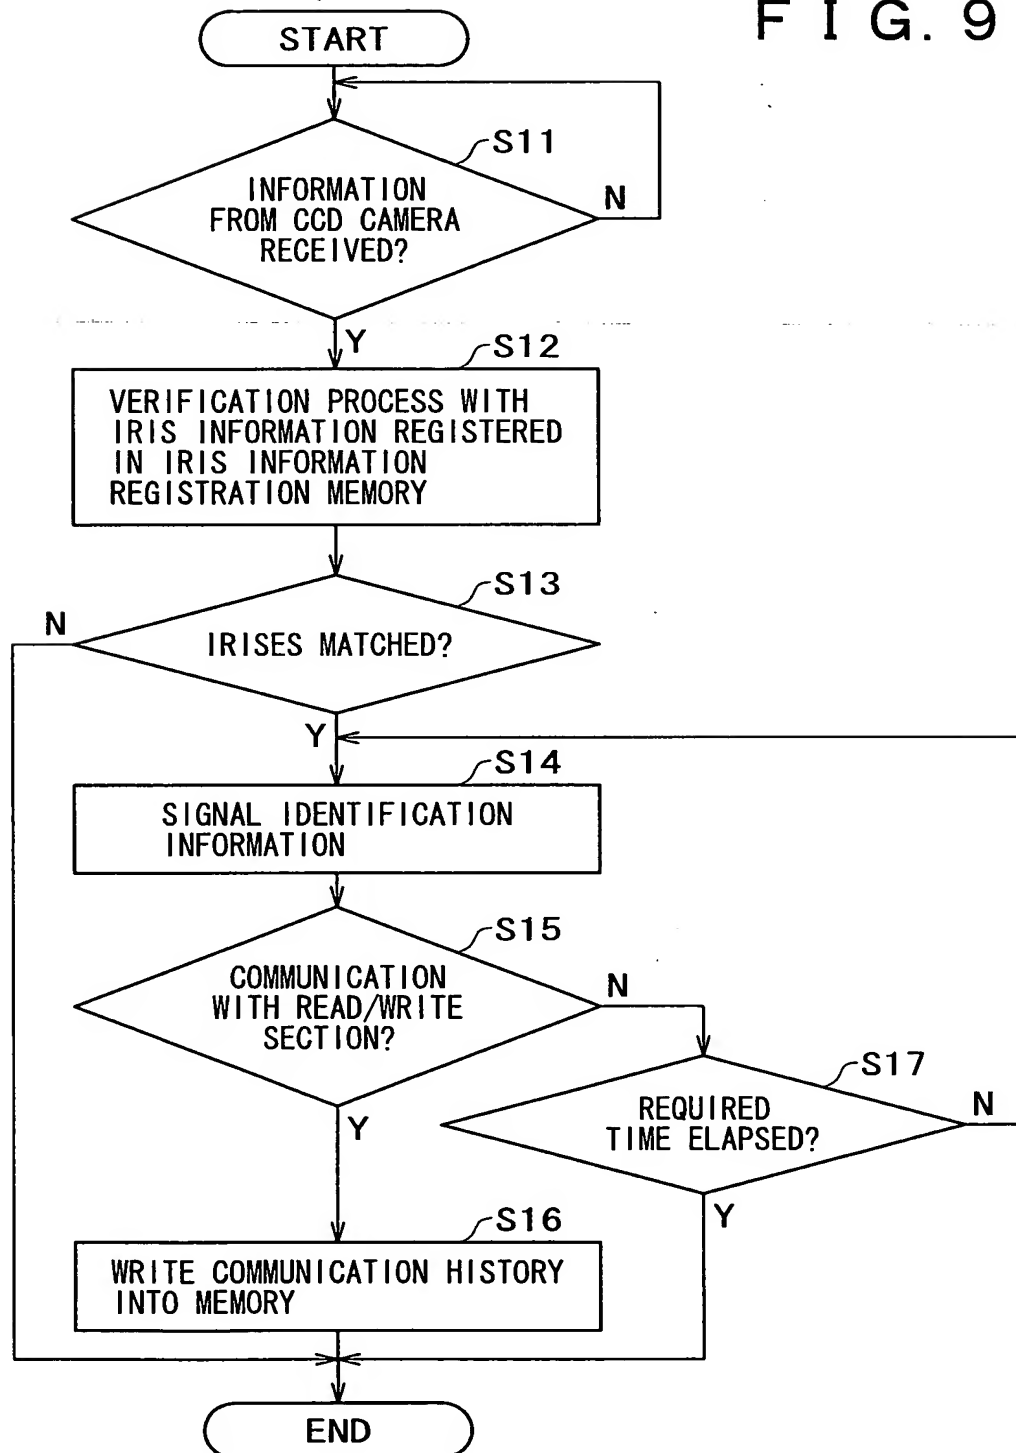 F I G. 9
START
S11
INFORMATION
FROM CCD CAMERA
RECEIVED?
N
Y
S12
VERIFICATION PROCESS WITH
IRIS INFORMATION REGISTERED
IN IRIS INFORMATION
REGISTRATION MEMORY
S13
N
IRISES MATCHED?
Y
S14
SIGNAL IDENTIFICATION
INFORMATION
S15
COMMUNICATION
WITH READ/WRITE
SECTION?
N
Y
S17
REQUIRED
TIME ELAPSED?
N
Y
S16
WRITE COMMUNICATION HISTORY
INTO MEMORY
END